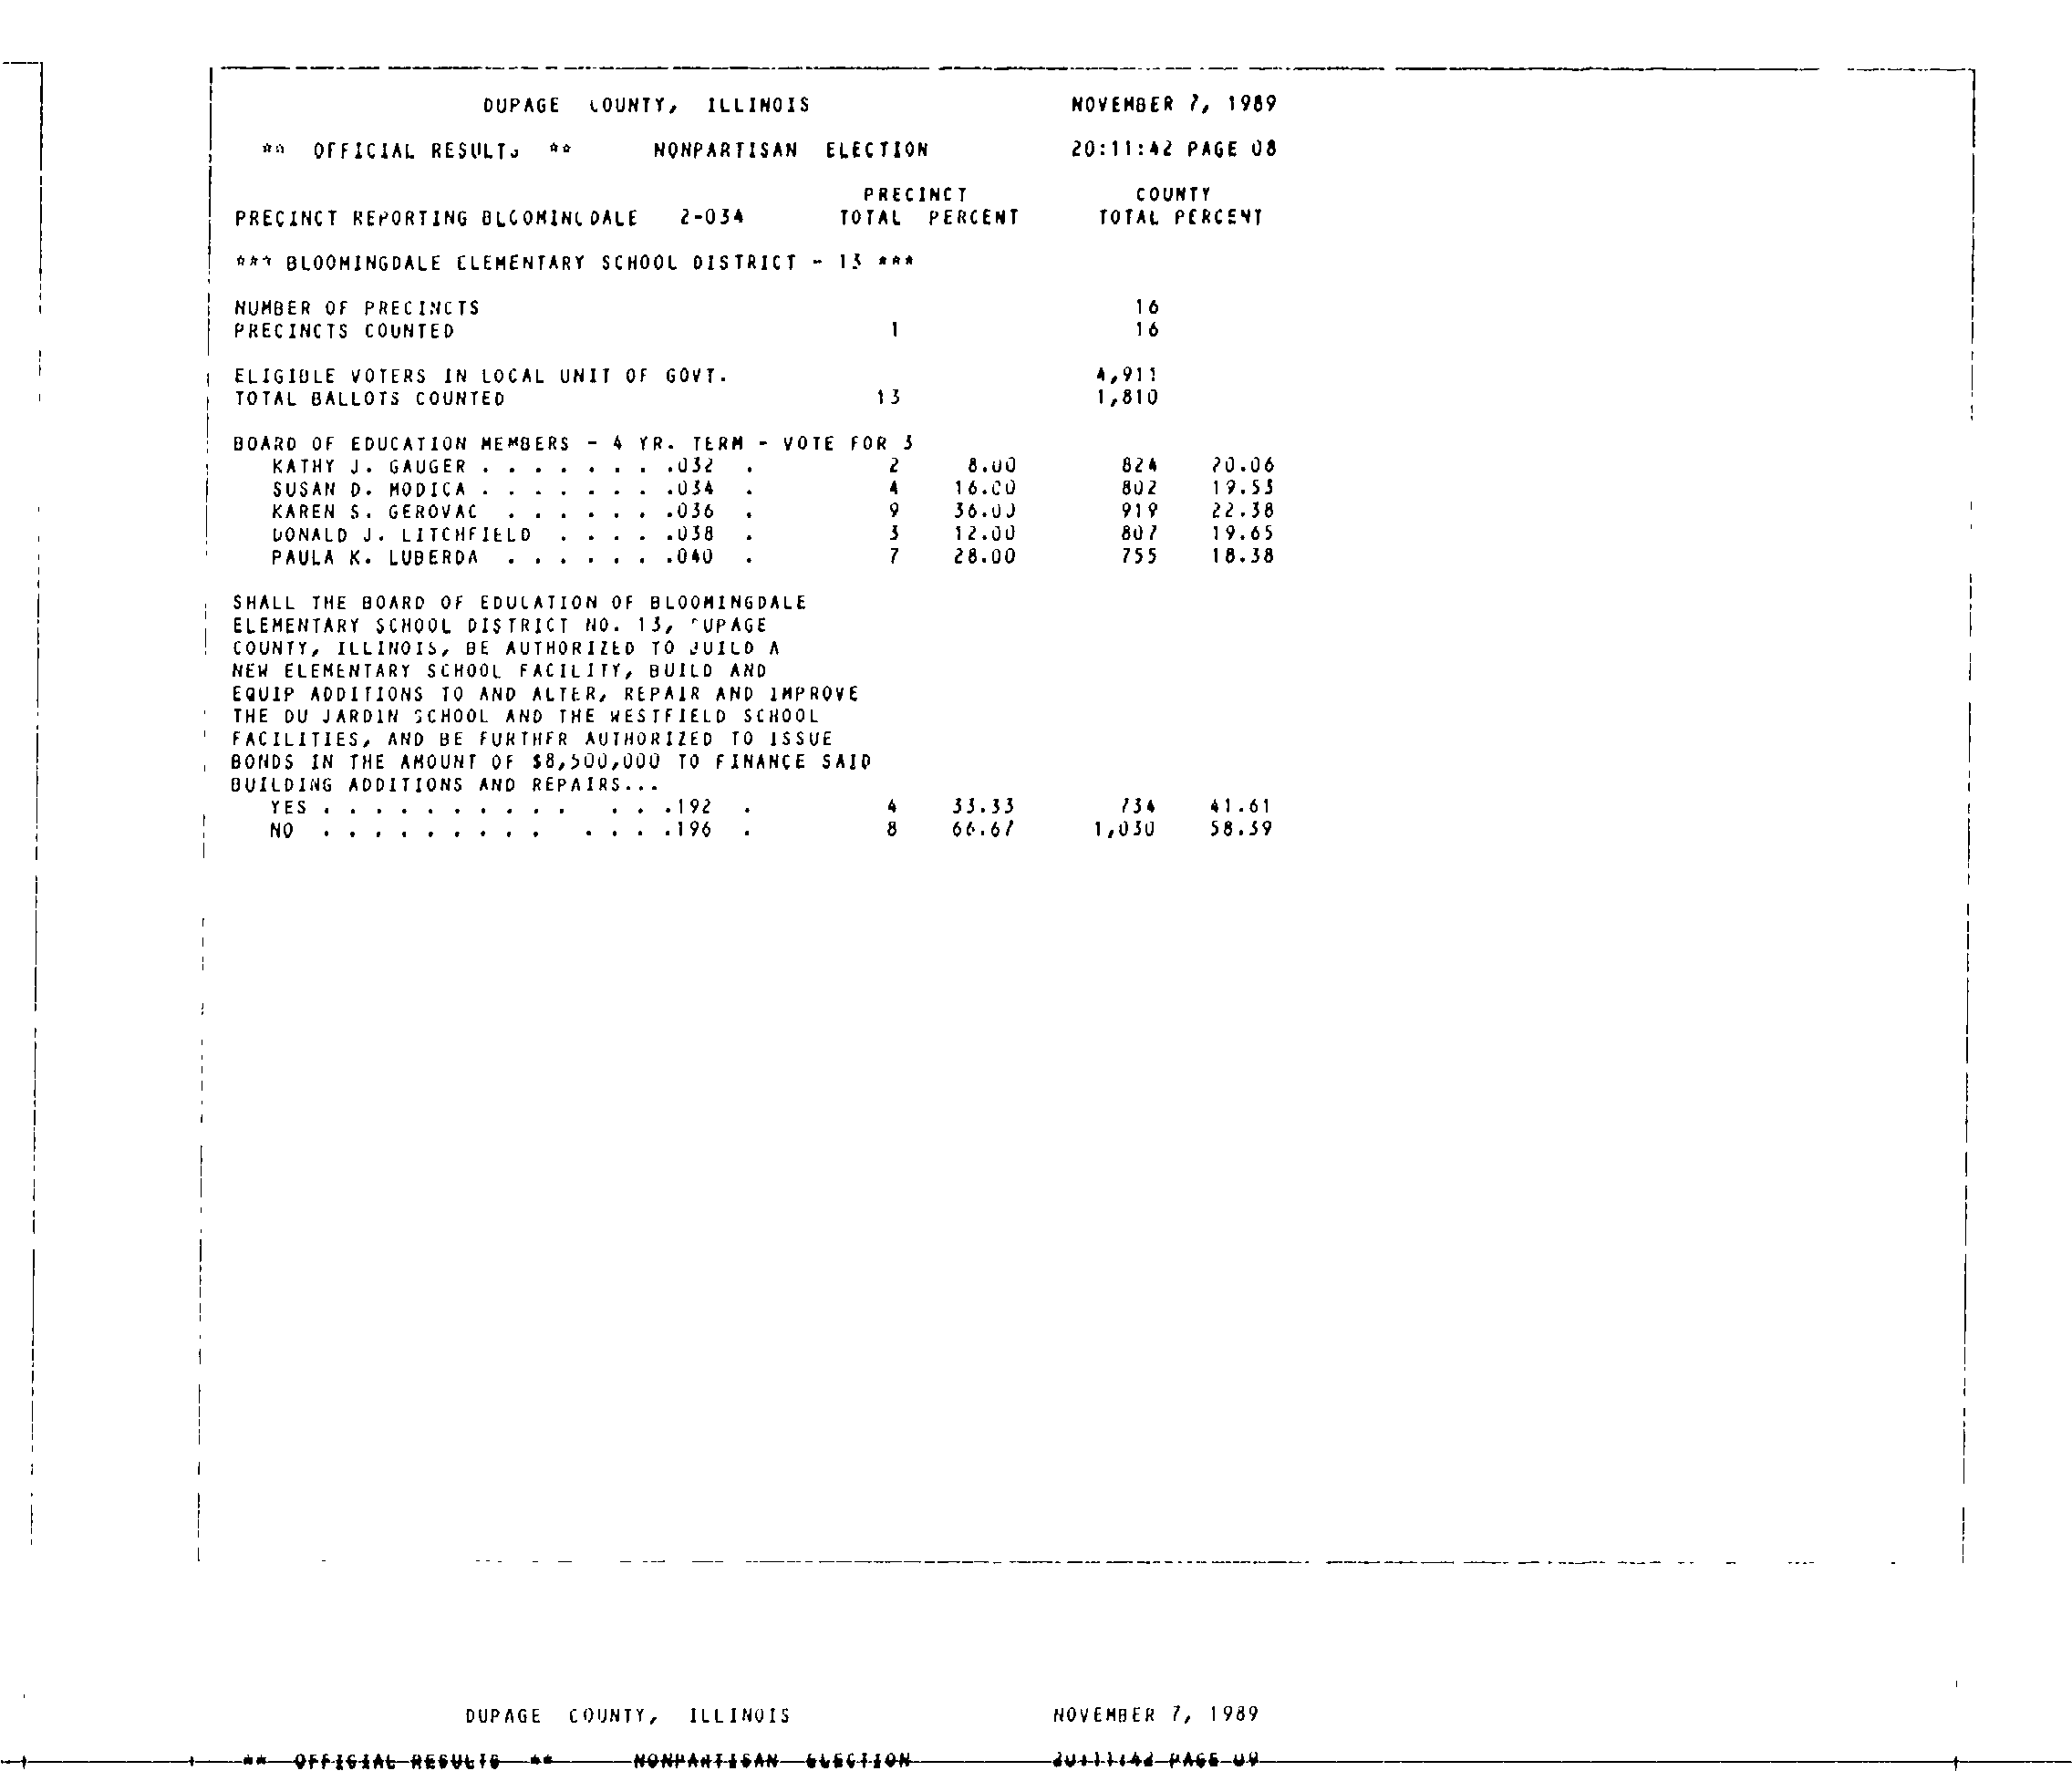 DUPAGE COUNTY, ILLINOIS NOVEMBER 7, 1989
** OFFICIAL RESULTS ** NONPARTISAN ELECTION 20:11:42 PAGE 08
PRECINCT COUNTY
PRECINCT REPORTING BLOOMINGDALE 2-034 TOTAL PERCENT TOTAL PERCENT
*** BLOOMINGDALE ELEMENTARY SCHOOL DISTRICT - 13 ***
NUMBER OF PRECINCTS 16
PRECINCTS COUNTED 1 16
ELIGIBLE VOTERS IN LOCAL UNIT OF GOVT. 4,911
TOTAL BALLOTS COUNTED 13 1,810
BOARD OF EDUCATION MEMBERS - 4 YR. TERM - VOTE FOR 3
KATHY J. GAUGER . . . . . . . .032 . 2 8.00 824 20.06
SUSAN D. MODICA . . . . . . . .034 . 4 16.00 802 19.53
KAREN S. GEROVAC . . . . . . .036 . 9 36.00 919 22.38
DONALD J. LITCHFIELD . . . . .038 . 3 12.00 807 19.65
PAULA K. LUBERDA . . . . . . .040 . 7 28.00 755 18.38
SHALL THE BOARD OF EDUCATION OF BLOOMINGDALE
ELEMENTARY SCHOOL DISTRICT NO. 13, DUPAGE
COUNTY, ILLINOIS, BE AUTHORIZED TO BUILD A
NEW ELEMENTARY SCHOOL FACILITY, BUILD AND
EQUIP ADDITIONS TO AND ALTER, REPAIR AND IMPROVE
THE DU JARDIN SCHOOL AND THE WESTFIELD SCHOOL
FACILITIES, AND BE FURTHER AUTHORIZED TO ISSUE
BONDS IN THE AMOUNT OF $8,500,000 TO FINANCE SAID
BUILDING ADDITIONS AND REPAIRS...
YES . . . . . . . . . . . . .192 . 4 33.33 734 41.61
NO . . . . . . . . . . . . .196 . 8 66.67 1,030 58.39
DUPAGE COUNTY, ILLINOIS NOVEMBER 7, 1989
** OFFICIAL RESULTS ** NONPARTISAN ELECTION 20:11:42 PAGE 09